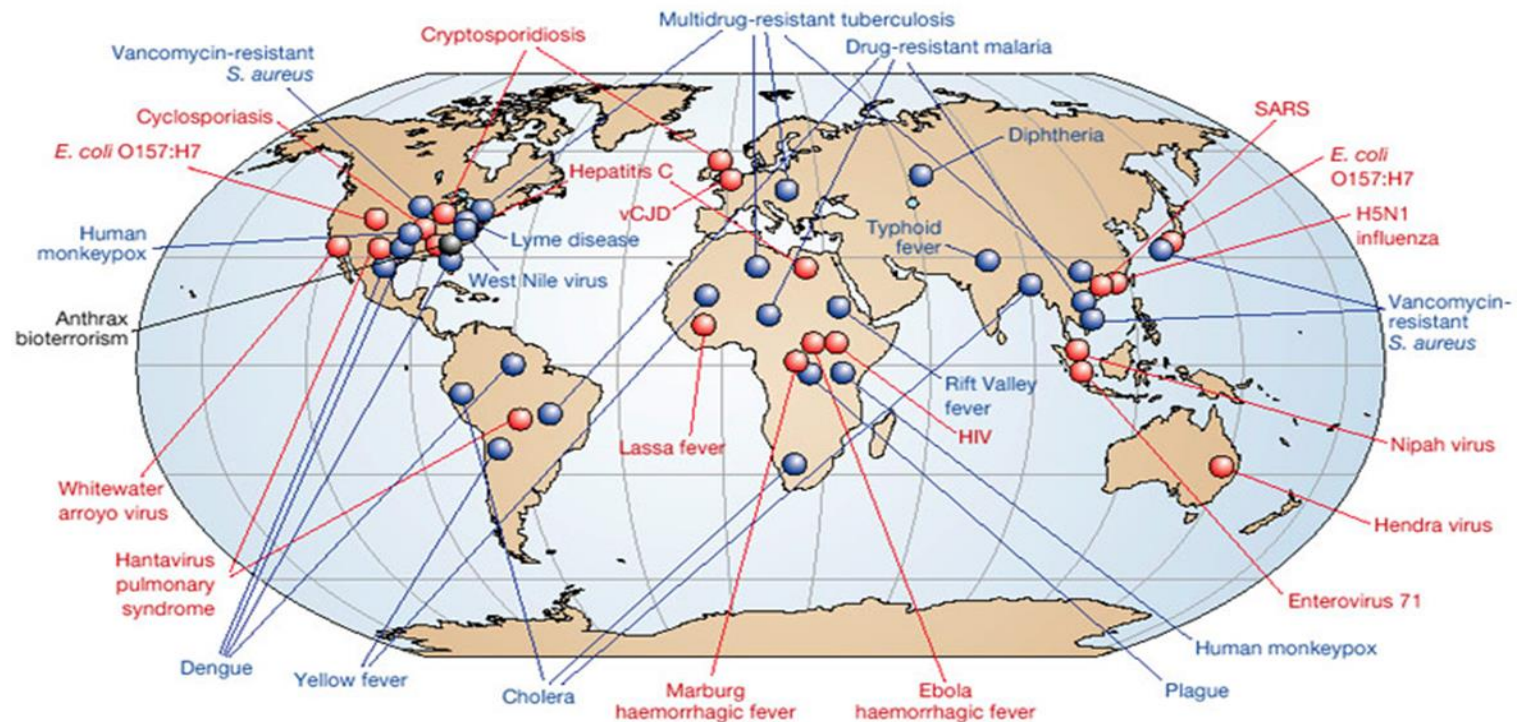 Multidrug-resistant tuberculosis
Cryptosporidiosis
Drug-resistant malaria
Vancomycin-resistant
S. aureus
SARS
Cyclosporiasis
Diphtheria
E. coli O157:H7
E. coli
O157:H7
Hepatitis C
vCJD
H5N1
influenza
Human
monkeypox
Lyme disease
Typhoid
fever
West Nile virus
Anthrax
bioterrorism
Vancomycin-
resistant
S. aureus
Rift Valley
fever
HIV
Lassa fever
Nipah virus
Whitewater
arroyo virus
Hendra virus
Hantavirus
pulmonary
syndrome
Enterovirus 71
Human monkeypox
Dengue
Yellow fever
Cholera
Marburg
haemorrhagic fever
Ebola
haemorrhagic fever
Plague